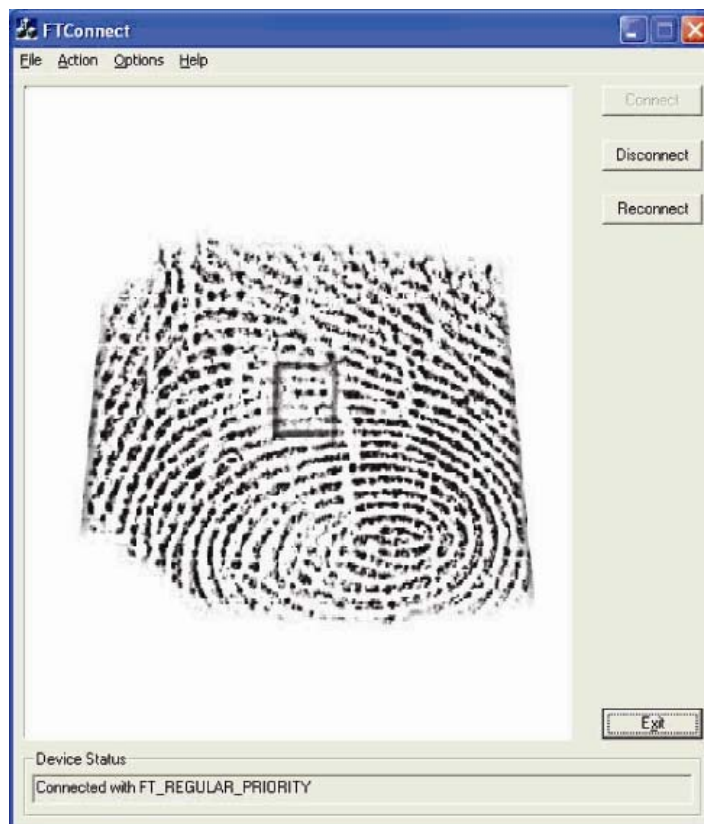 FTConnect
File Action Options Help
Connect
Disconnect
Reconnect
Exit
Device Status
Connected with FT_REGULAR_PRIORITY